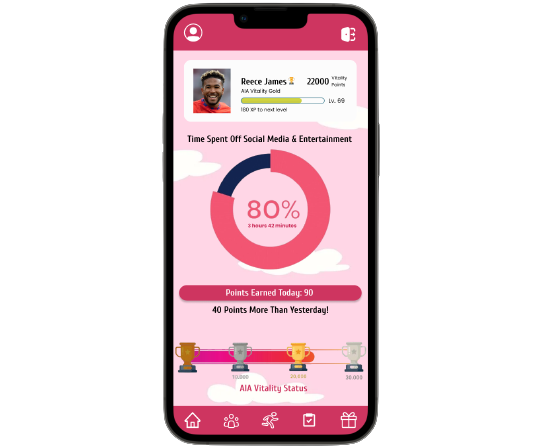 Reece James
22000 Vitality Points
AIA Vitality Gold
Lv. 69
180 XP to next level
Time Spent Off Social Media & Entertainment
80%
3 hours 42 minutes
Points Earned Today: 90
40 Points More Than Yesterday!
10,000 20,000 30,000
AIA Vitality Status